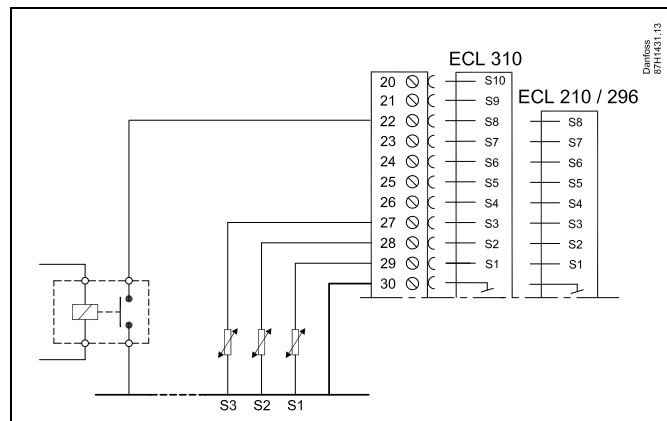 Danfoss
87H1431.13
ECL 310
ECL 210 / 296
20 S10
21 S9
22 S8 S8
23 S7 S7
24 S6 S6
25 S5 S5
26 S4 S4
27 S3 S3
28 S2 S2
29 S1 S1
30
S3 S2 S1